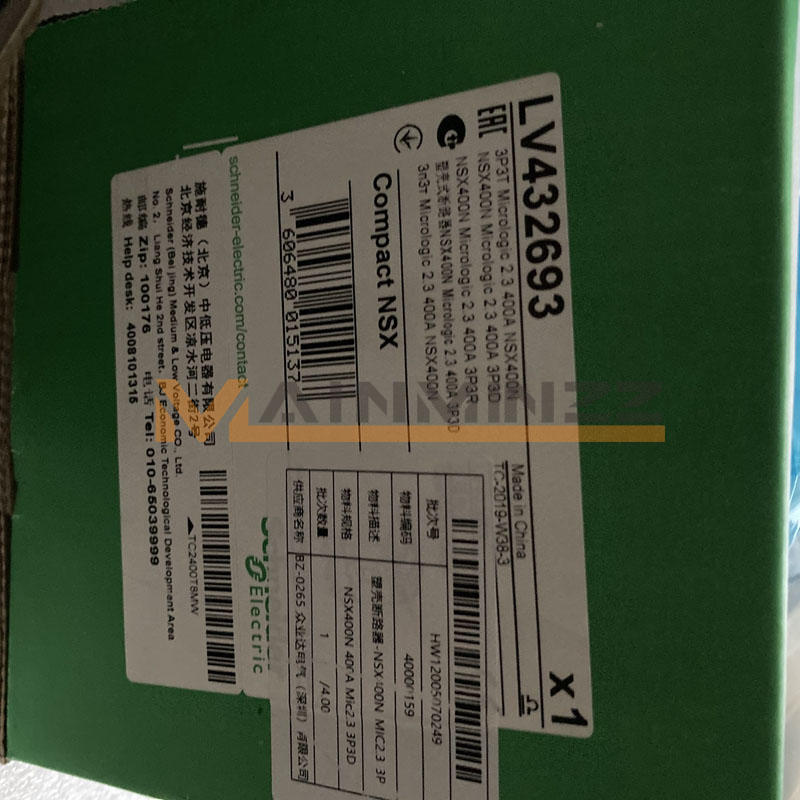 LV432693
x1
EAC
3P3T Micrologic 2.3 400A NSX400N
NSX400N Micrologic 2.3 400A 3P3D
NSX400N Micrologic 2.3 400A 3P3R
塑壳式断路器NSX400N Micrologic 2.3 400A 3P3D
3п3т Micrologic 2.3 400A NSX400N
Made in China
TC-2019-W38-3
Compact NSX
3 606480 015137
schneider-electric.com/contact
Electric
施耐德（北京）中低压电器有限公司
北京经济技术开发区凉水河二街2号
Schneider (Beijing) Medium & Low Voltage CO., Ltd.
No. 2, Liang Shui He 2nd street, BJ Economic Technological Development Area
邮编 Zip: 100176 电话 Tel: 010-65039999
热线 Help desk: 4008101315
TC2400T8MW
批次号 HW12005070249
物料编码 40000159
物料描述 塑壳断路器-NSX400N MIC2.3 3P
物料规格 NSX400N 400A Mic2.3 3P3D
批次数量 1 /4.00
供应商名称 BZ-0265 众业达电气（深圳）有限公司